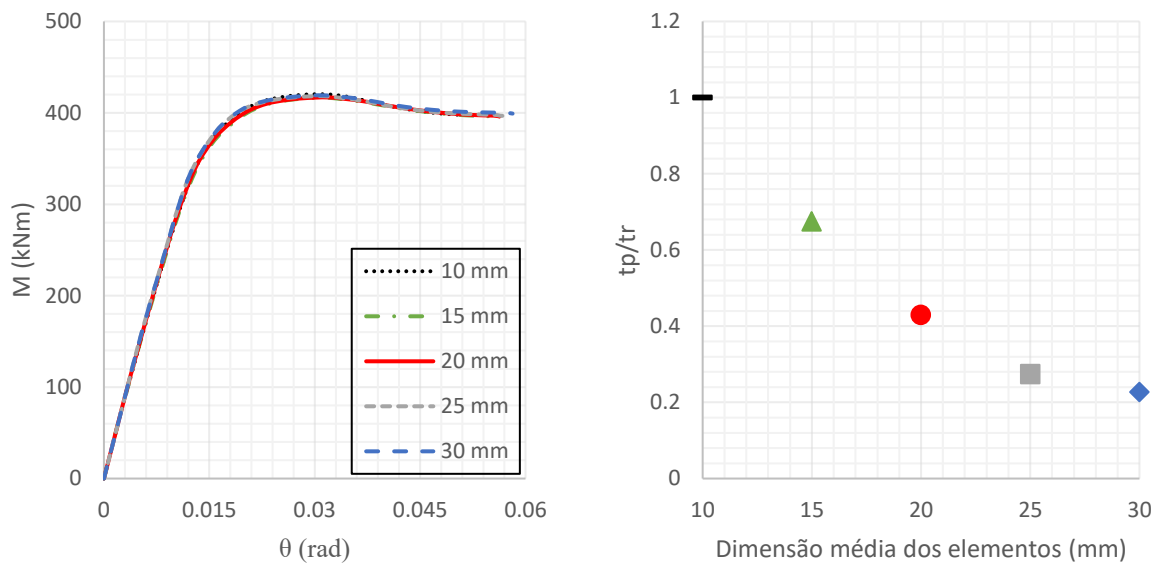 500
400
300
200
100
0
M (kNm)
0
0.015
0.03
0.045
0.06
θ (rad)
10 mm
15 mm
20 mm
25 mm
30 mm
1.2
1
0.8
0.6
0.4
0.2
0
tp/tr
10
15
20
25
30
Dimensão média dos elementos (mm)